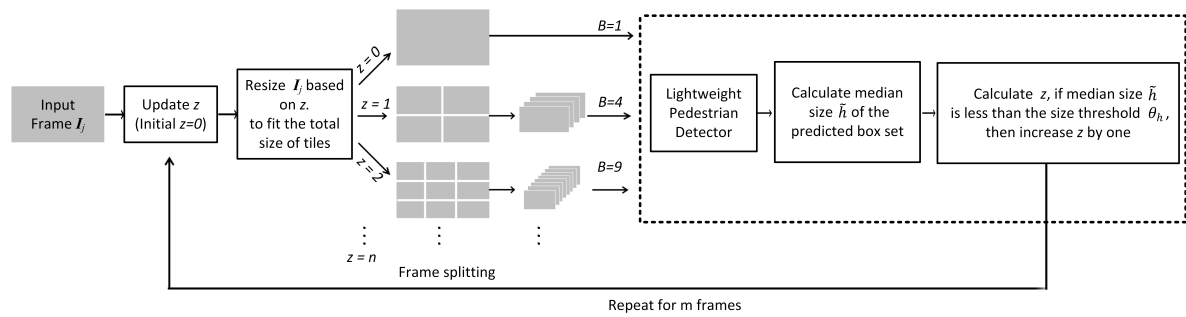 Input
Frame I_j
Update z
(Initial z=0)
Resize I_j based
on z.
to fit the total
size of tiles
z=0
z = 1
z=2
z = n
Frame splitting
B=1
B=4
B=9
Lightweight
Pedestrian
Detector
Calculate median
size h̃ of the
predicted box set
Calculate z, if median size h̃
is less than the size threshold θ_h,
then increase z by one
Repeat for m frames